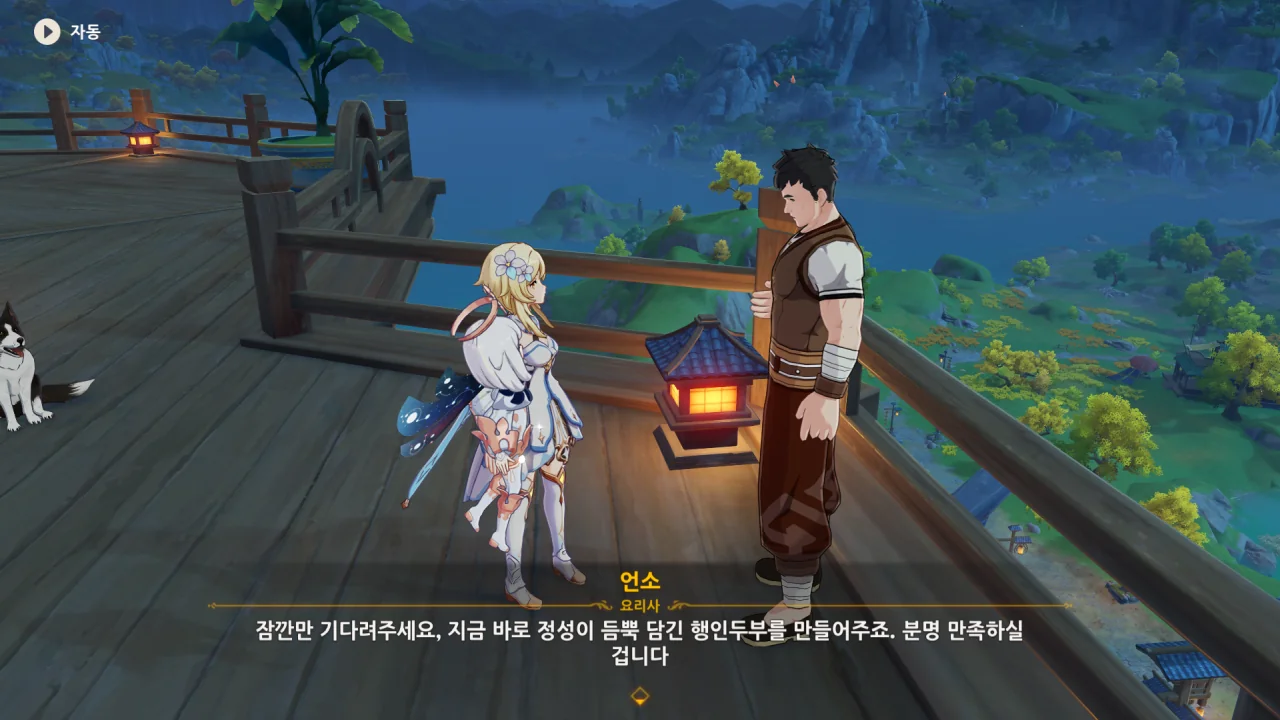 자동
언소
요리사
잠깐만 기다려주세요, 지금 바로 정성이 듬뿍 담긴 행인두부를 만들어주죠. 분명 만족하실
겁니다